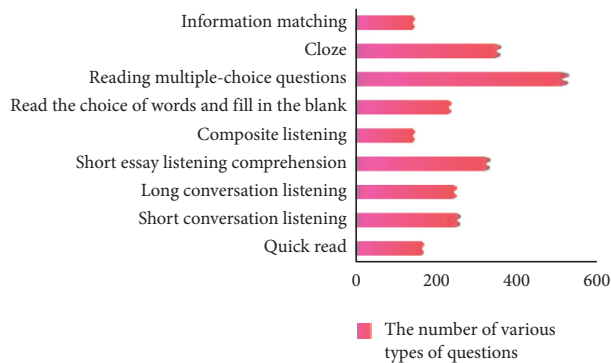 Information matching
Cloze
Reading multiple-choice questions
Read the choice of words and fill in the blank
Composite listening
Short essay listening comprehension
Long conversation listening
Short conversation listening
Quick read
0 200 400 600
The number of various
types of questions